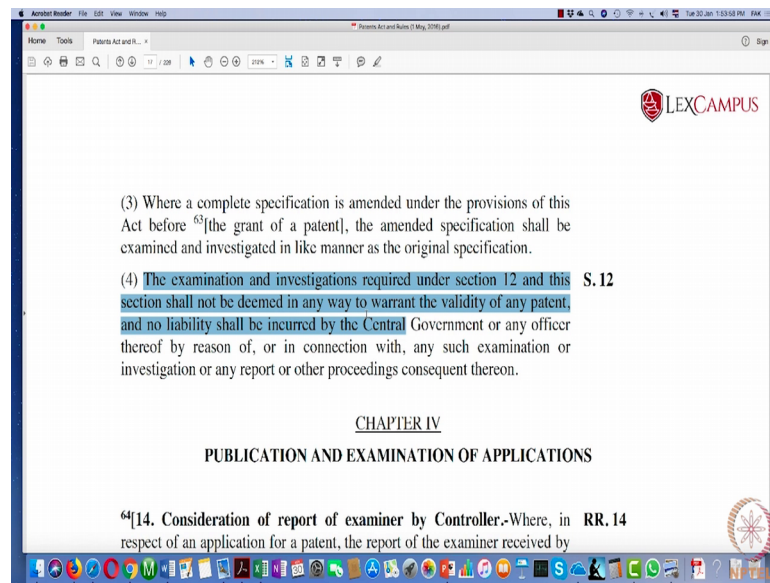 Acrobat Reader File Edit View Window Help
Tue 30 Jan 1:53:58 PM FAK
Patents Act and Rules (1 May, 2016).pdf
Home Tools Patents Act and R... × Sign
17 / 226 212%
LEXCAMPUS
(3) Where a complete specification is amended under the provisions of this
Act before 63[the grant of a patent], the amended specification shall be
examined and investigated in like manner as the original specification.
(4) The examination and investigations required under section 12 and this S. 12
section shall not be deemed in any way to warrant the validity of any patent,
and no liability shall be incurred by the Central Government or any officer
thereof by reason of, or in connection with, any such examination or
investigation or any report or other proceedings consequent thereon.
CHAPTER IV
PUBLICATION AND EXAMINATION OF APPLICATIONS
64[14. Consideration of report of examiner by Controller.-Where, in RR. 14
respect of an application for a patent, the report of the examiner received by
NPTEL